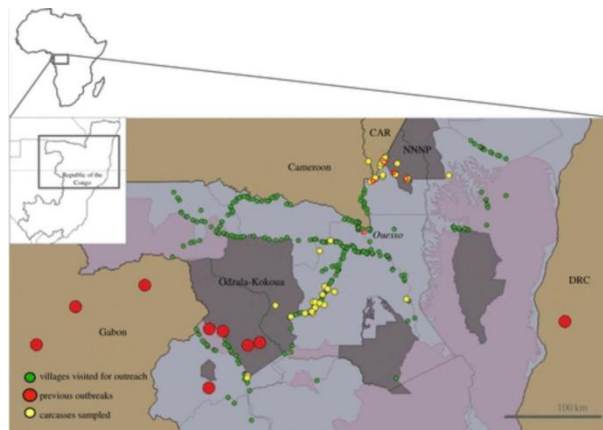 CAR
NNNP
Cameroon
Republic of the
Congo
Ouesso
Odzala-Kokoua
DRC
Gabon
villages visited for outreach
previous outbreaks
carcasses sampled
100 km